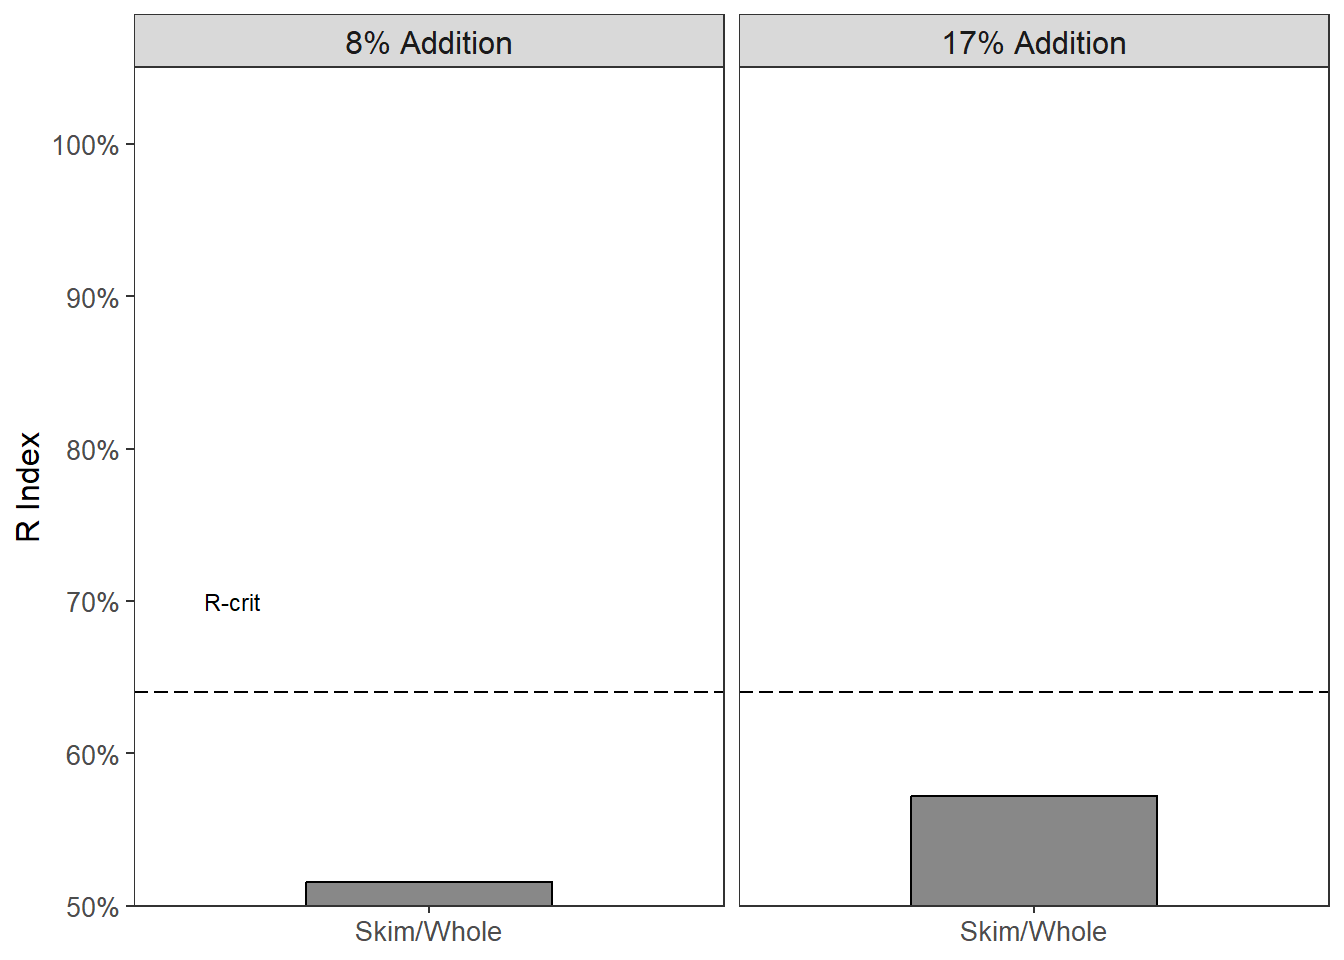 8% Addition
17% Addition
100%
90%
80%
70%
60%
50%
R Index
R-crit
Skim/Whole
Skim/Whole